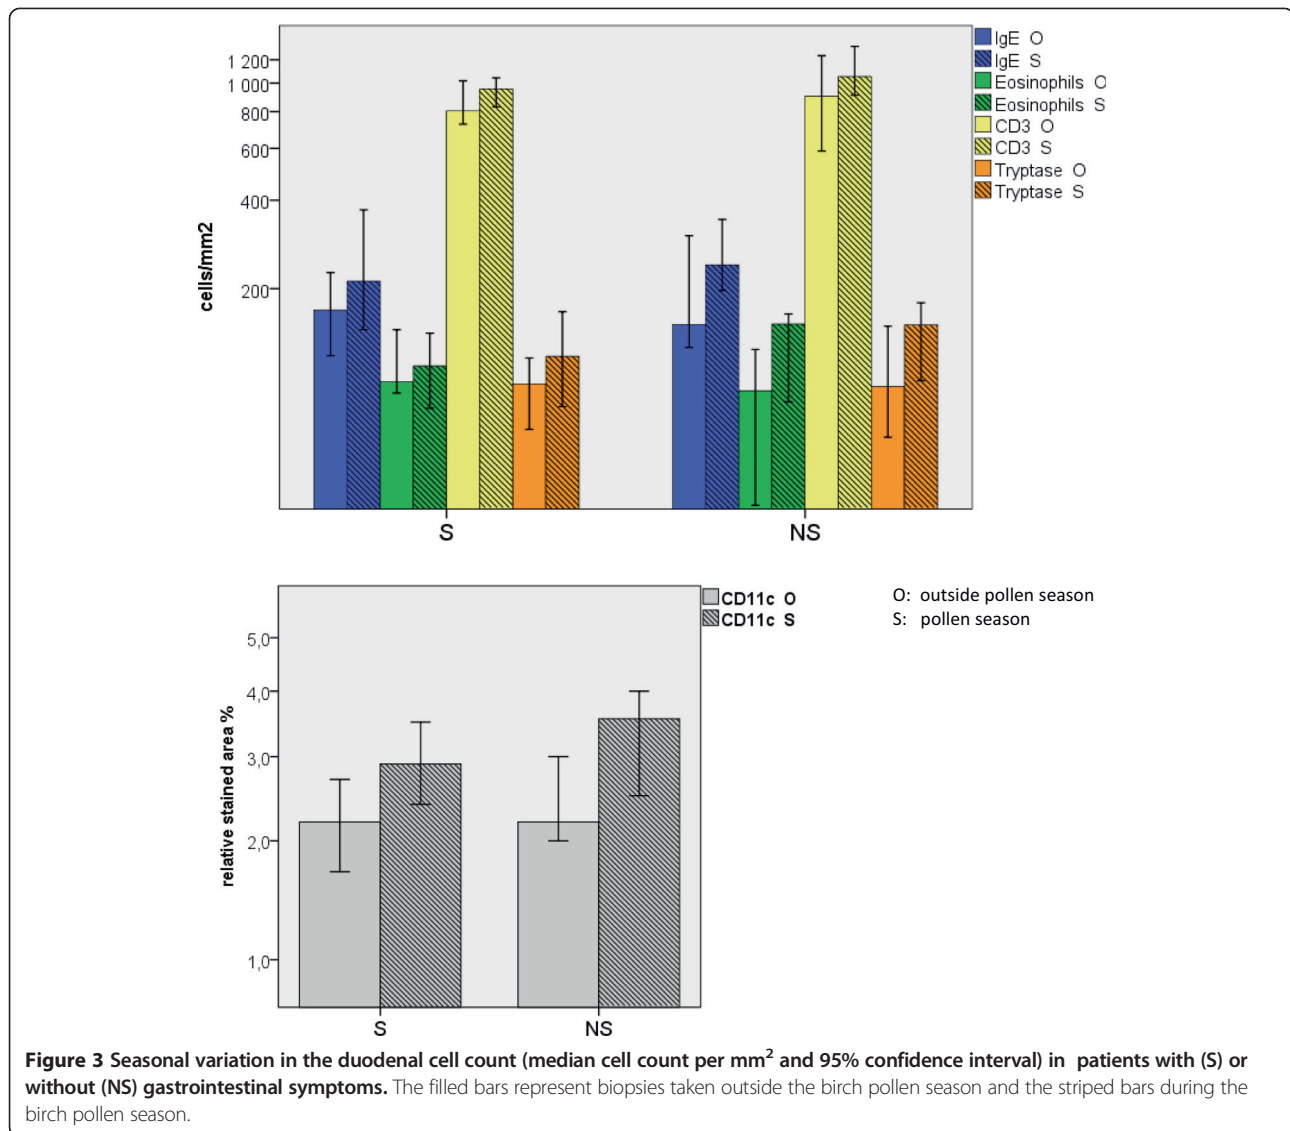 1 200
1 000
800
600
400
200
cells/mm2
S
NS
IgE O
IgE S
Eosinophils O
Eosinophils S
CD3 O
CD3 S
Tryptase O
Tryptase S
5,0
4,0
3,0
2,0
1,0
relative stained area %
S
NS
CD11c O
CD11c S
O: outside pollen season
S: pollen season
Figure 3 Seasonal variation in the duodenal cell count (median cell count per mm² and 95% confidence interval) in patients with (S) or
without (NS) gastrointestinal symptoms. The filled bars represent biopsies taken outside the birch pollen season and the striped bars during the
birch pollen season.